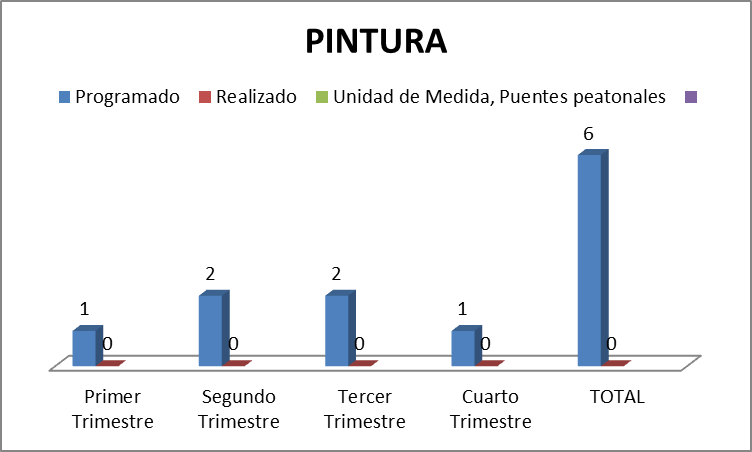 PINTURA
Programado Realizado Unidad de Medida, Puentes peatonales
6
2 2
1 1
0 0 0 0 0
Primer Trimestre
Segundo Trimestre
Tercer Trimestre
Cuarto Trimestre
TOTAL